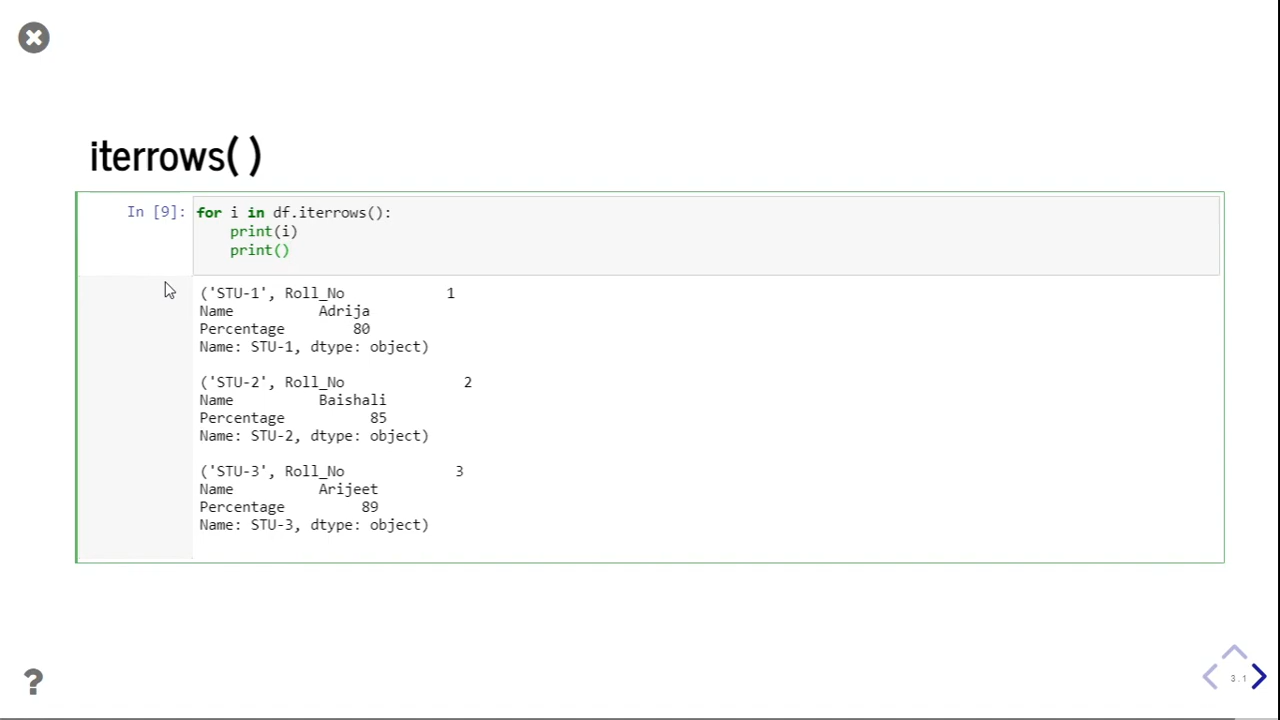 iterrows( )
In [9]: for i in df.iterrows():
    print(i)
    print()
('STU-1', Roll_No            1
Name          Adrija
Percentage        80
Name: STU-1, dtype: object)
('STU-2', Roll_No              2
Name          Baishali
Percentage          85
Name: STU-2, dtype: object)
('STU-3', Roll_No             3
Name          Arijeet
Percentage         89
Name: STU-3, dtype: object)
?
3.1